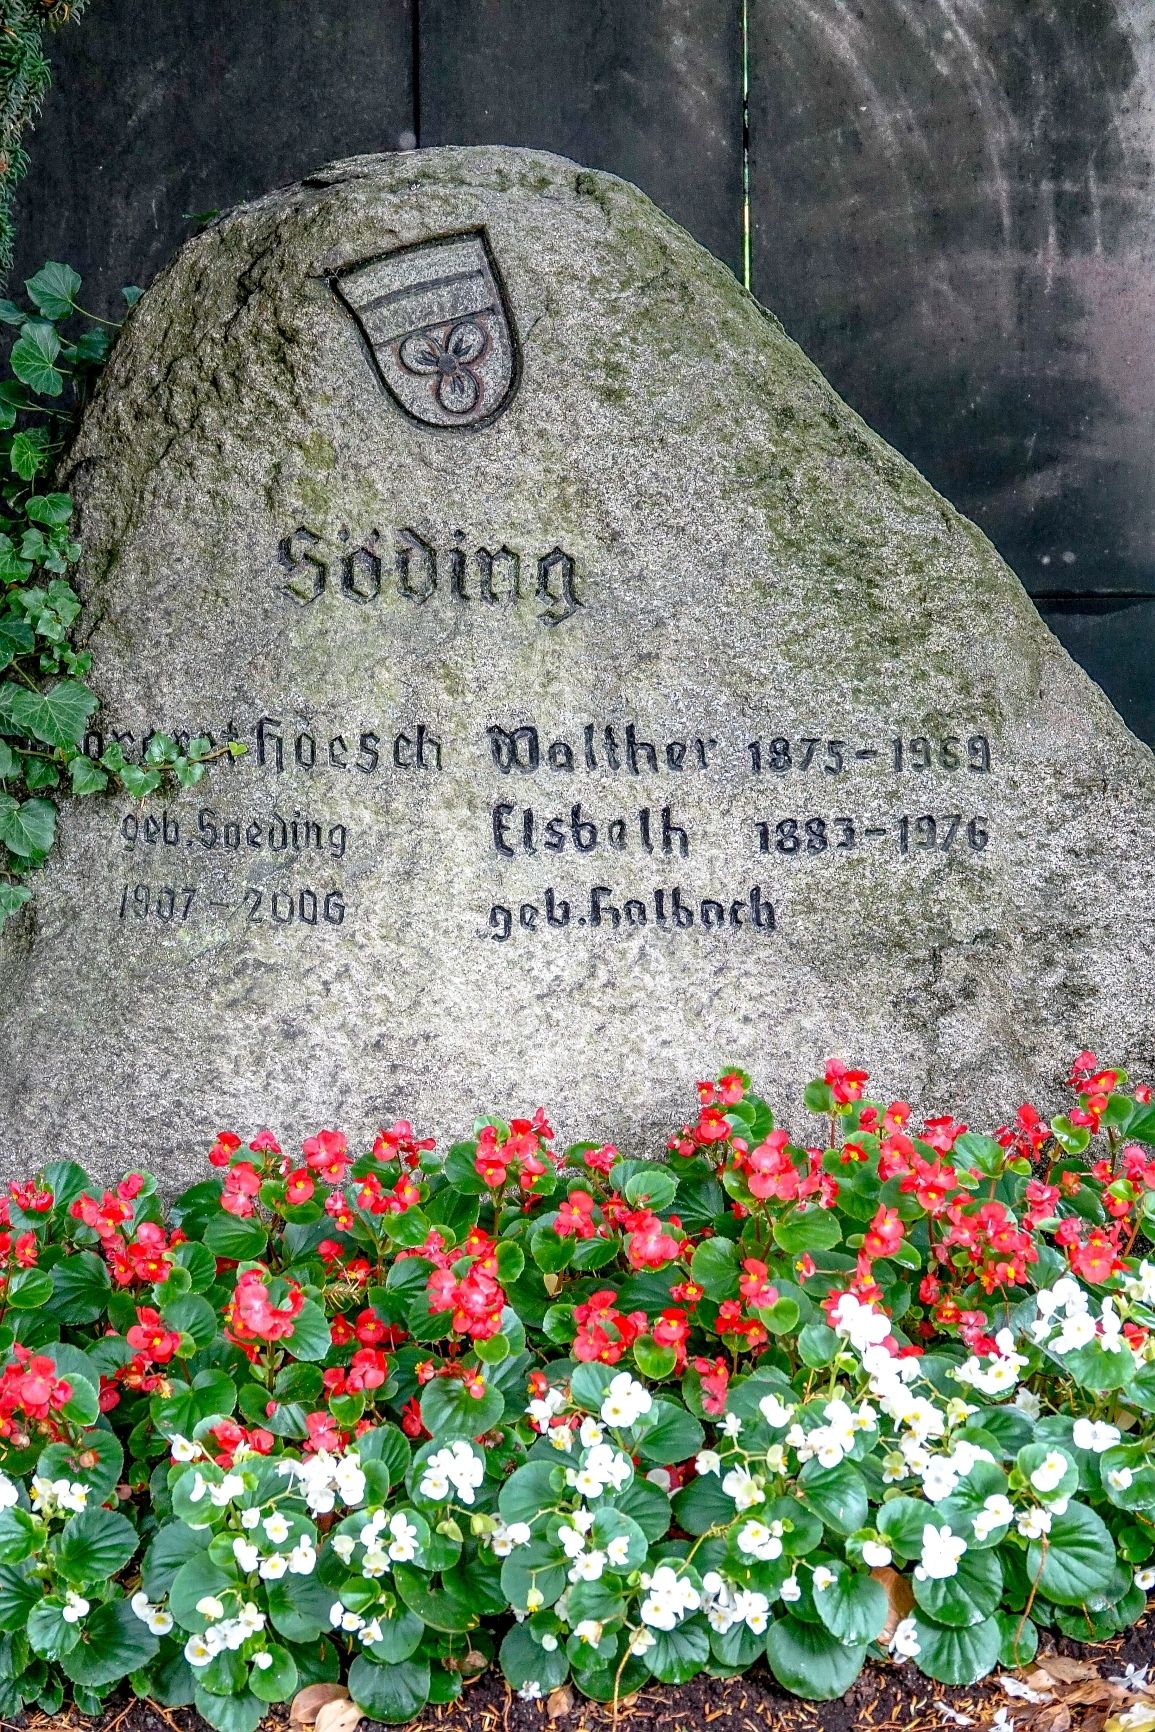 Söding
Hoesch
geb. Soeding
1907 – 2006
Walther 1875 – 1969
Elsbeth 1883 – 1976
geb. Halbach